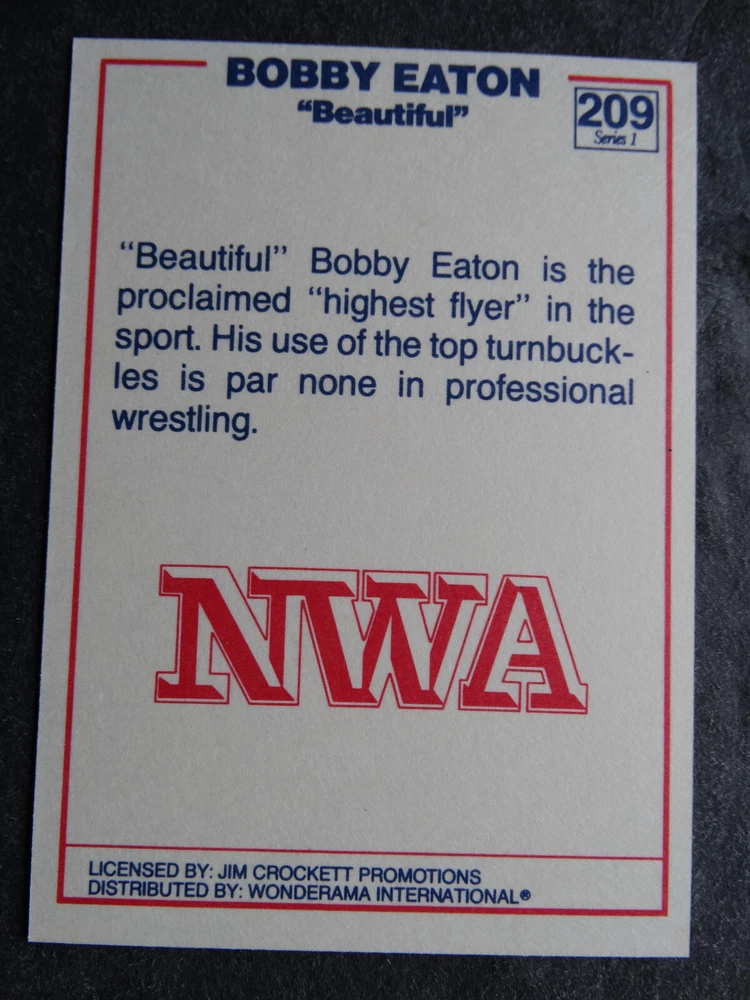 BOBBY EATON
“Beautiful”
209
Series 1
“Beautiful” Bobby Eaton is the
proclaimed “highest flyer” in the
sport. His use of the top turnbuck-
les is par none in professional
wrestling.
NWA
LICENSED BY: JIM CROCKETT PROMOTIONS
DISTRIBUTED BY: WONDERAMA INTERNATIONAL®